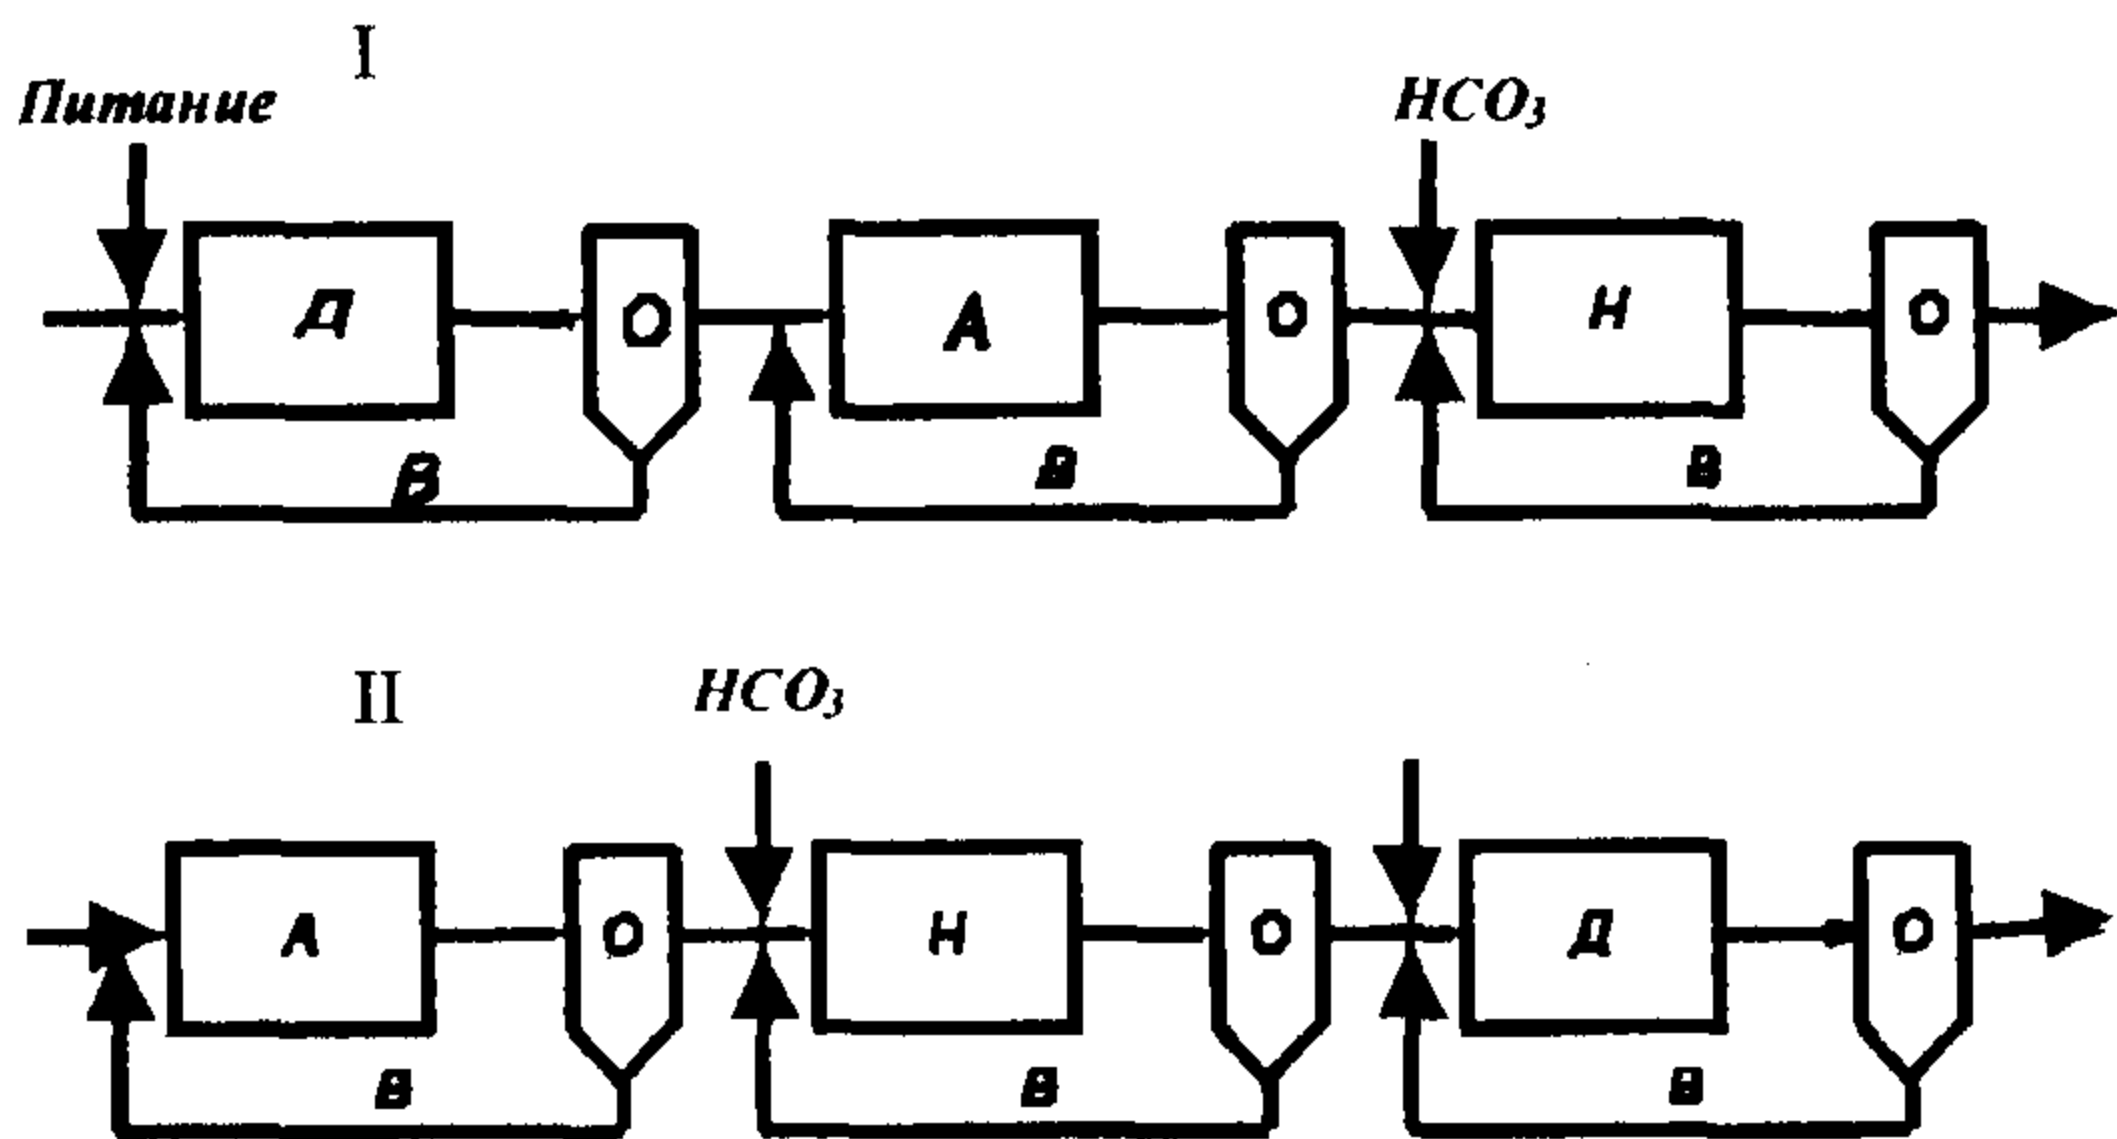 I
Питание
HCO₃
Д
О
А
О
Н
О
В
В
В
II
HCO₃
А
О
Н
О
Д
О
В
В
В